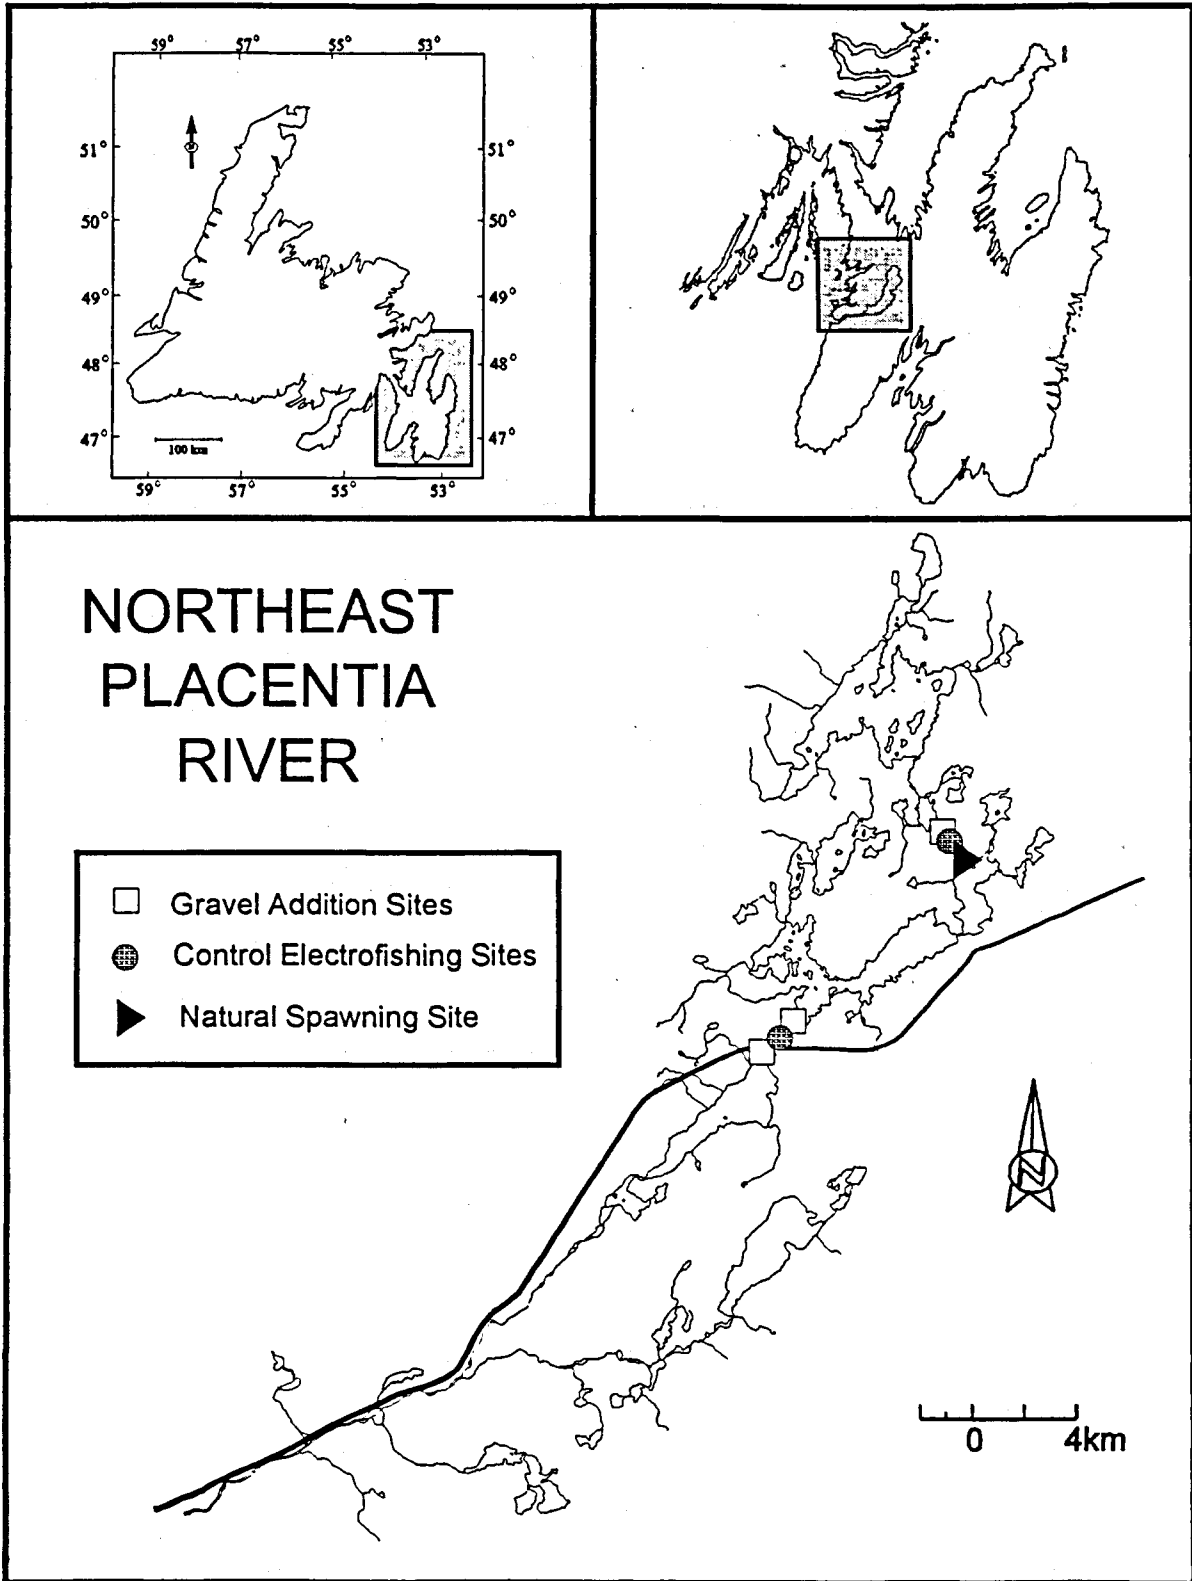 59° 57° 55° 53°
51° 51°
50° 50°
49° 49°
48° 48°
47° 47°
100 km
59° 57° 55° 53°
NORTHEAST
PLACENTIA
RIVER
Gravel Addition Sites
Control Electrofishing Sites
Natural Spawning Site
N
0 4km